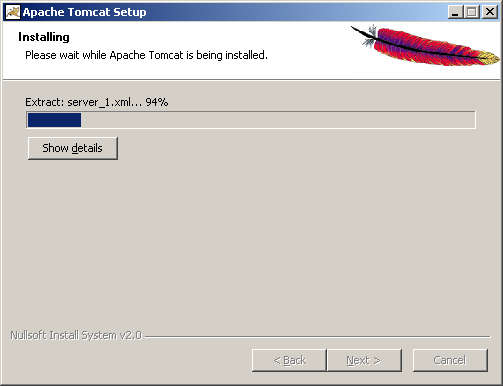 Apache Tomcat Setup
Installing
Please wait while Apache Tomcat is being installed.
Extract: server_1.xml... 94%
Show details
Nullsoft Install System v2.0
< Back
Next >
Cancel